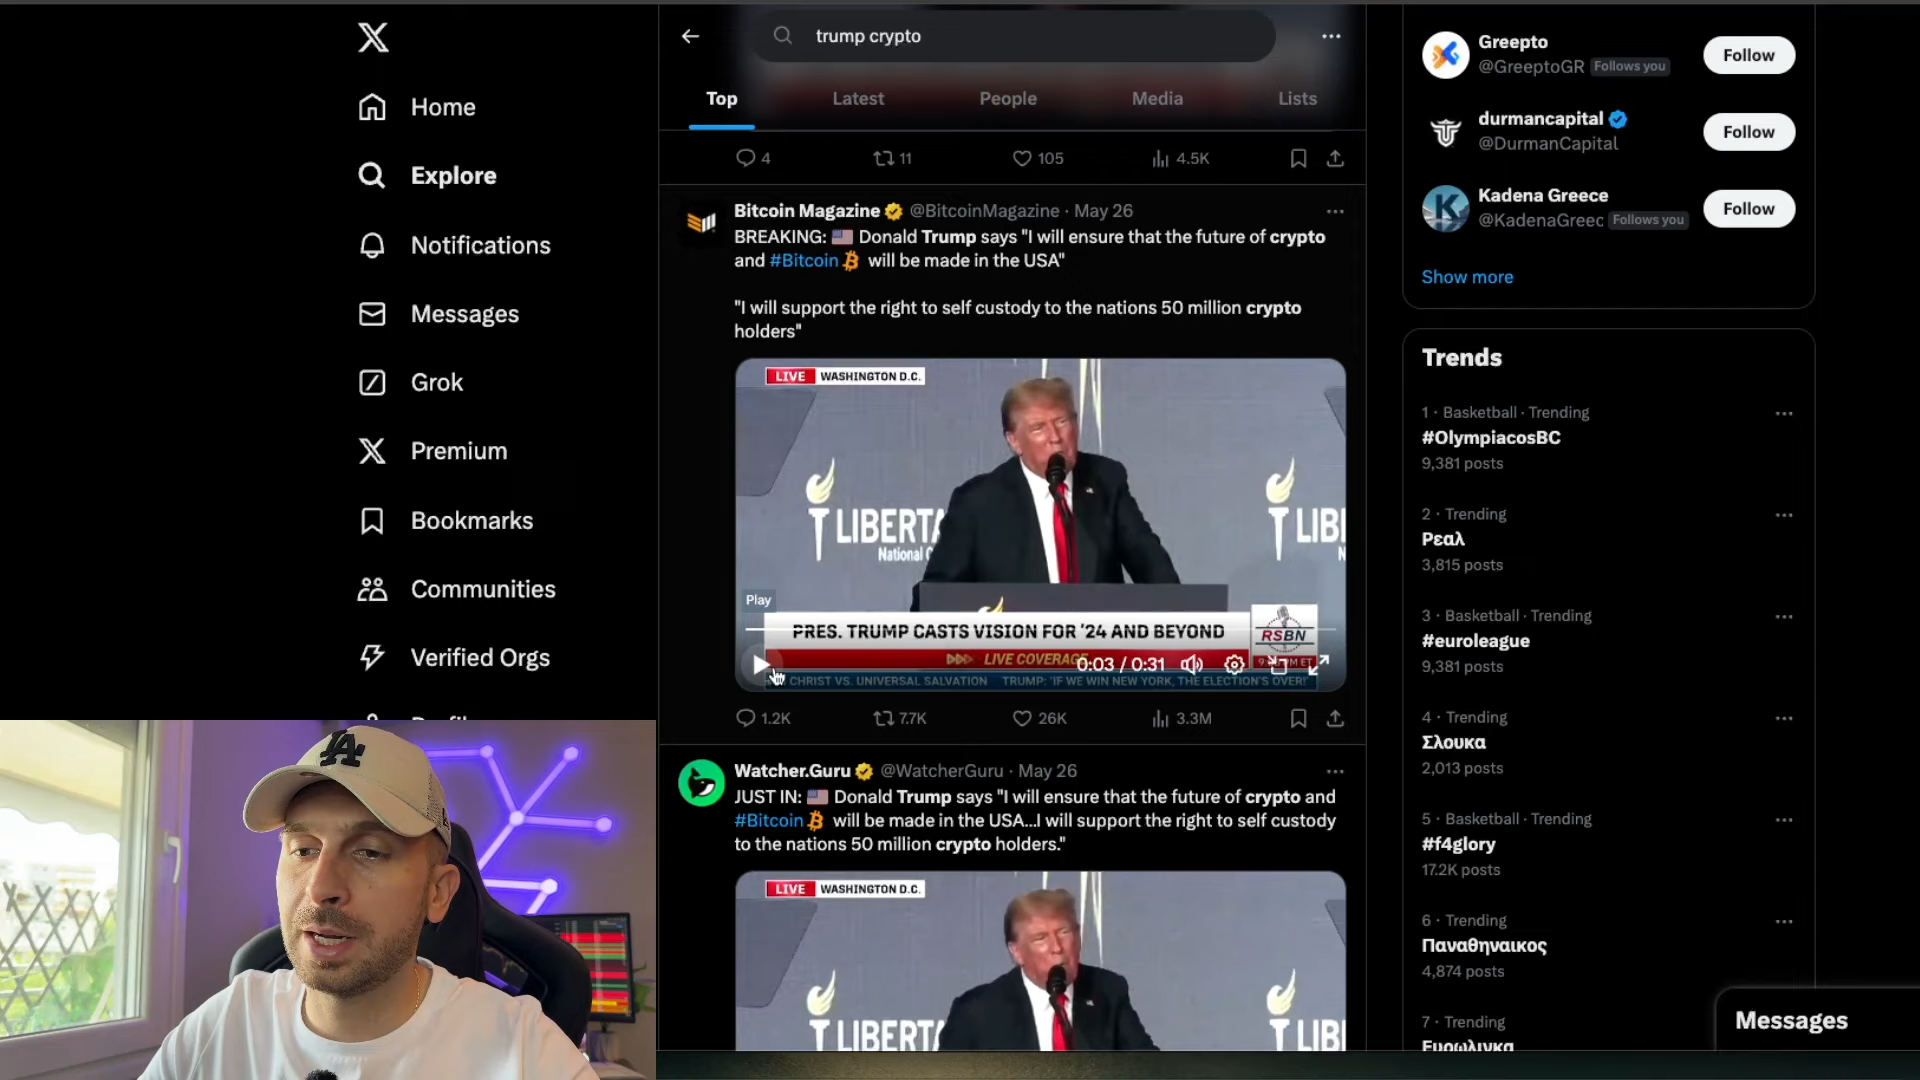 Home
Explore
Notifications
Messages
Grok
Premium
Bookmarks
Communities
Verified Orgs
LA
trump crypto
Top
Latest
People
Media
Lists
4
11
105
4.5K
Bitcoin Magazine @BitcoinMagazine · May 26
BREAKING: 🇺🇸 Donald Trump says "I will ensure that the future of crypto
and #Bitcoin will be made in the USA"
"I will support the right to self custody to the nations 50 million crypto
holders"
LIVE WASHINGTON D.C.
LIBERTA
National C
LIBI
N
Play
PRES. TRUMP CASTS VISION FOR '24 AND BEYOND
RSBN
LIVE COVERAGE
0:03 / 0:31
CHRIST VS. UNIVERSAL SALVATION TRUMP: 'IF WE WIN NEW YORK, THE ELECTION'S OVER!'
1.2K
7.7K
26K
3.3M
Watcher.Guru @WatcherGuru · May 26
JUST IN: 🇺🇸 Donald Trump says "I will ensure that the future of crypto and
#Bitcoin will be made in the USA...I will support the right to self custody
to the nations 50 million crypto holders."
LIVE WASHINGTON D.C.
LIBERTA
LIBI
Greepto
@GreeptoGR Follows you
Follow
durmancapital
@DurmanCapital
Follow
Kadena Greece
@KadenaGreec Follows you
Follow
Show more
Trends
1 · Basketball · Trending
#OlympiacosBC
9,381 posts
2 · Trending
Ρεαλ
3,815 posts
3 · Basketball · Trending
#euroleague
9,381 posts
4 · Trending
Σλουκα
2,013 posts
5 · Basketball · Trending
#f4glory
17.2K posts
6 · Trending
Παναθηναικος
4,874 posts
7 · Trending
Ευρωλιγκα
Messages